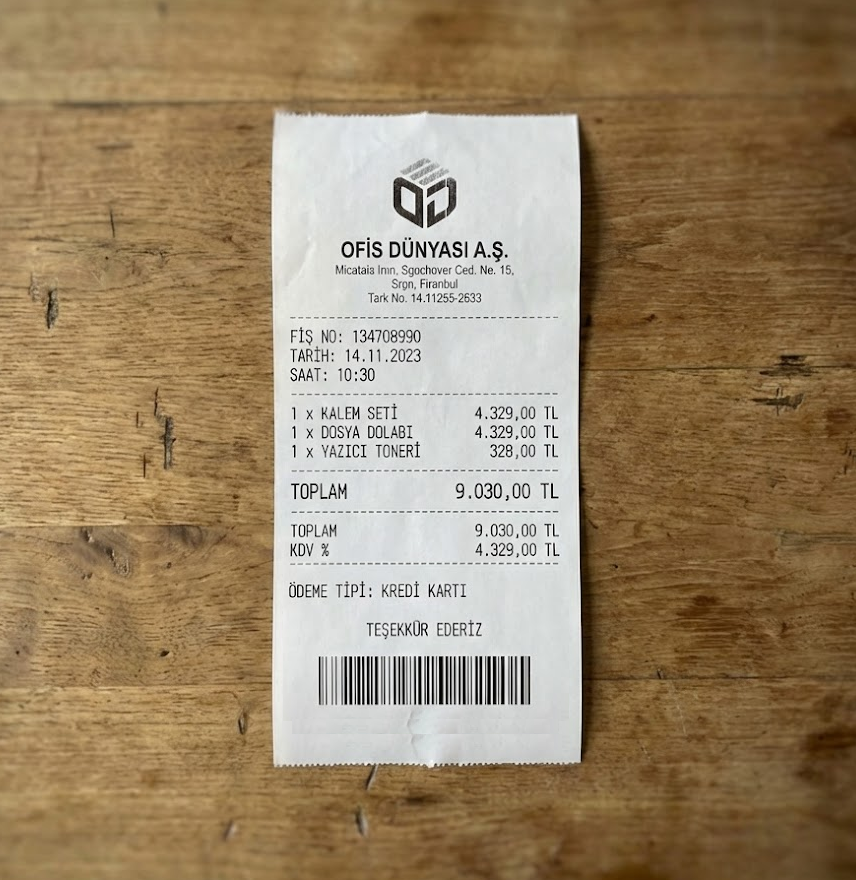 OFİS DÜNYASI A.Ş.
Micataia Inın, Sgochover Ced. Ne. 15,
Srgn, Firanbul
Tark No. 14.11255-2633
FİŞ NO: 134708990
TARİH: 14.11.2023
SAAT: 10:30
1 x KALEM SETİ 4.329,00 TL
1 x DOSYA DOLABI 4.329,00 TL
1 x YAZICI TONERİ 328,00 TL
TOPLAM 9.030,00 TL
TOPLAM 9.030,00 TL
KDV % 4.329,00 TL
ÖDEME TİPİ: KREDİ KARTI
TEŞEKKÜR EDERİZ